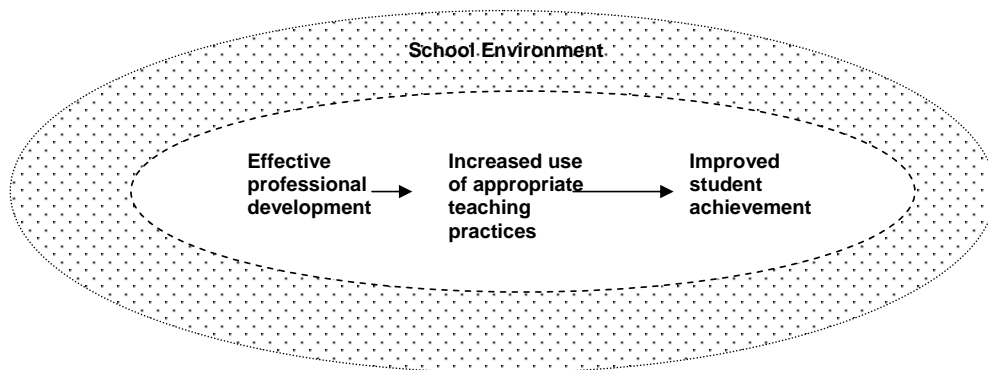 School Environment
Effective
professional
development
Increased use
of appropriate
teaching
practices
Improved
student
achievement